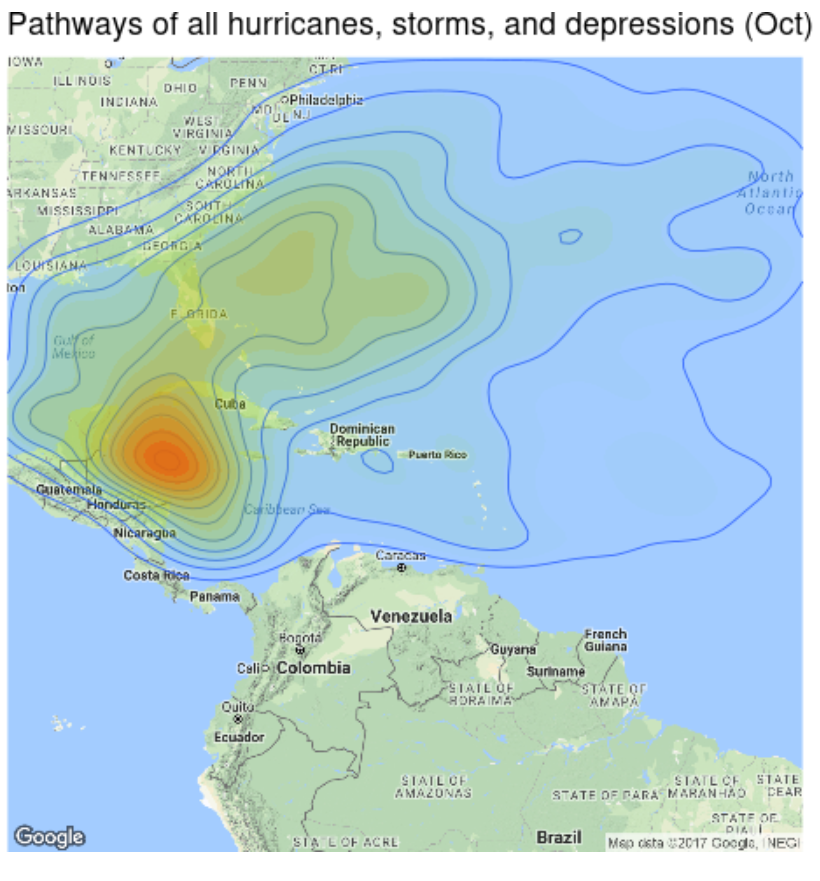 Pathways of all hurricanes, storms, and depressions (Oct)
IOWA
CT RI
ILLINOIS
OHIO
PENN
INDIANA
Philadelphia
MD
NJ
MISSOURI
WEST
VIRGINIA
KENTUCKY
VIRGINIA
TENNESSEE
NORTH
CAROLINA
North
Atlantic
Ocean
ARKANSAS
MISSISSIPPI
SOUTH
CAROLINA
ALABAMA
GEORGIA
LOUISIANA
ton
FLORIDA
Gulf of
Mexico
Cuba
Dominican
Republic
Puerto Rico
Guatemala
Honduras
Caribbean Sea
Nicaragua
Caracas
Costa Rica
Panama
Venezuela
Bogota
Guyana
French
Guiana
Cali
Colombia
Suriname
STATE OF
RORAIMA
STATE OF
AMAPA
Quito
Ecuador
STATE OF
AMAZONAS
STATE OF PARA
STATE OF
MARANHAO
STATE
CEAR
STATE OF
PIAUI
STATE OF ACRE
Brazil
Google
Map data ©2017 Google, INEGI